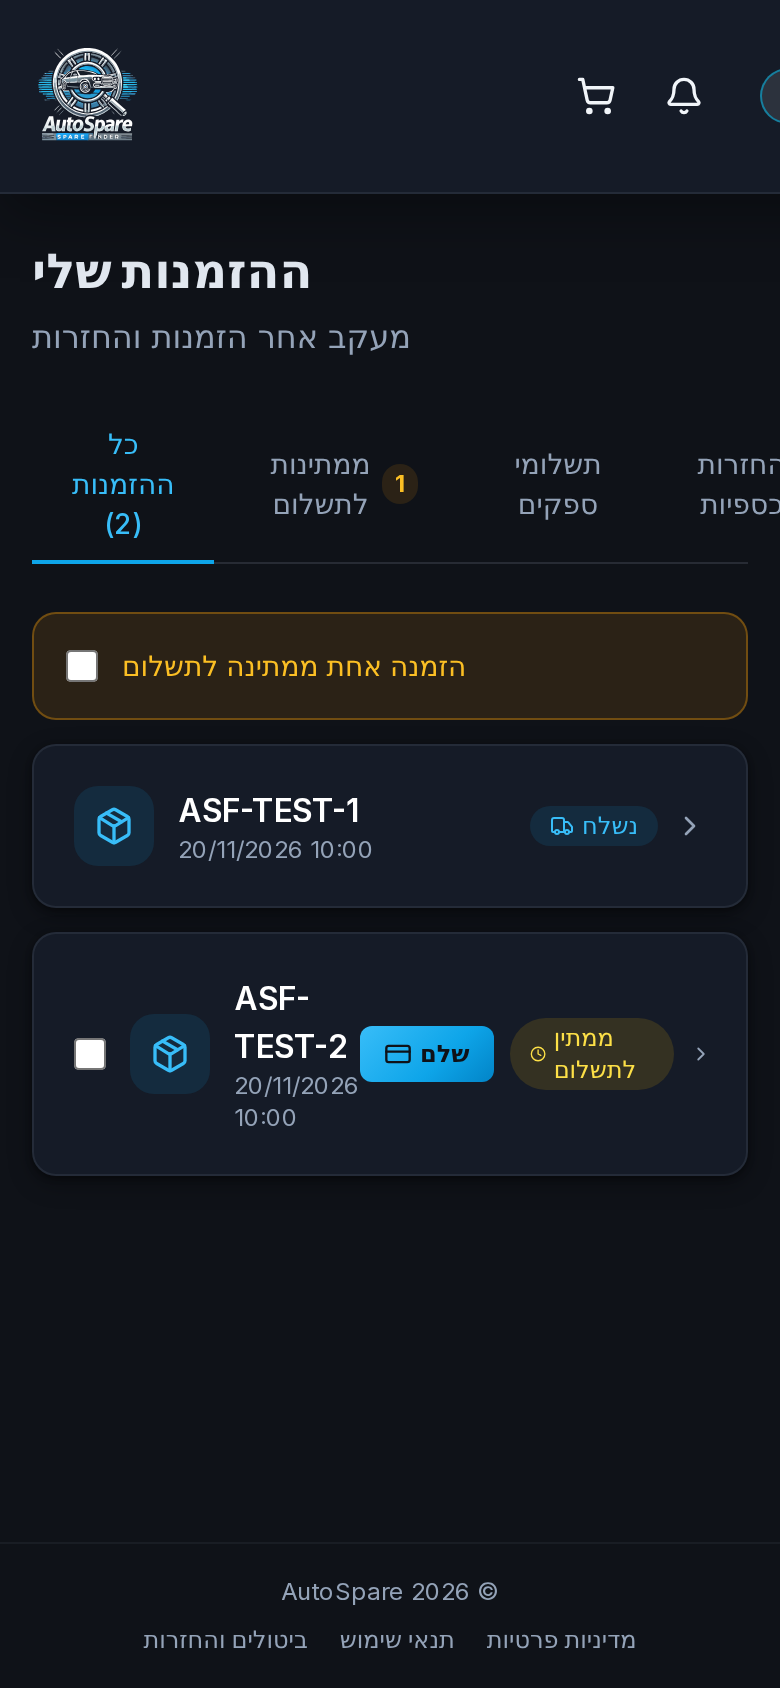 AutoSpare
SPARE FINDER
ההזמנות שלי
מעקב אחר הזמנות והחזרות
כל
ההזמנות
(2)
ממתינות
לתשלום
1
תשלומי
ספקים
החזרות
כספיות
הזמנה אחת ממתינה לתשלום
ASF-TEST-1
20/11/2026 10:00
נשלח
ASF-
TEST-2
20/11/2026
10:00
שלם
ממתין
לתשלום
AutoSpare 2026 ©
ביטולים והחזרות
תנאי שימוש
מדיניות פרטיות